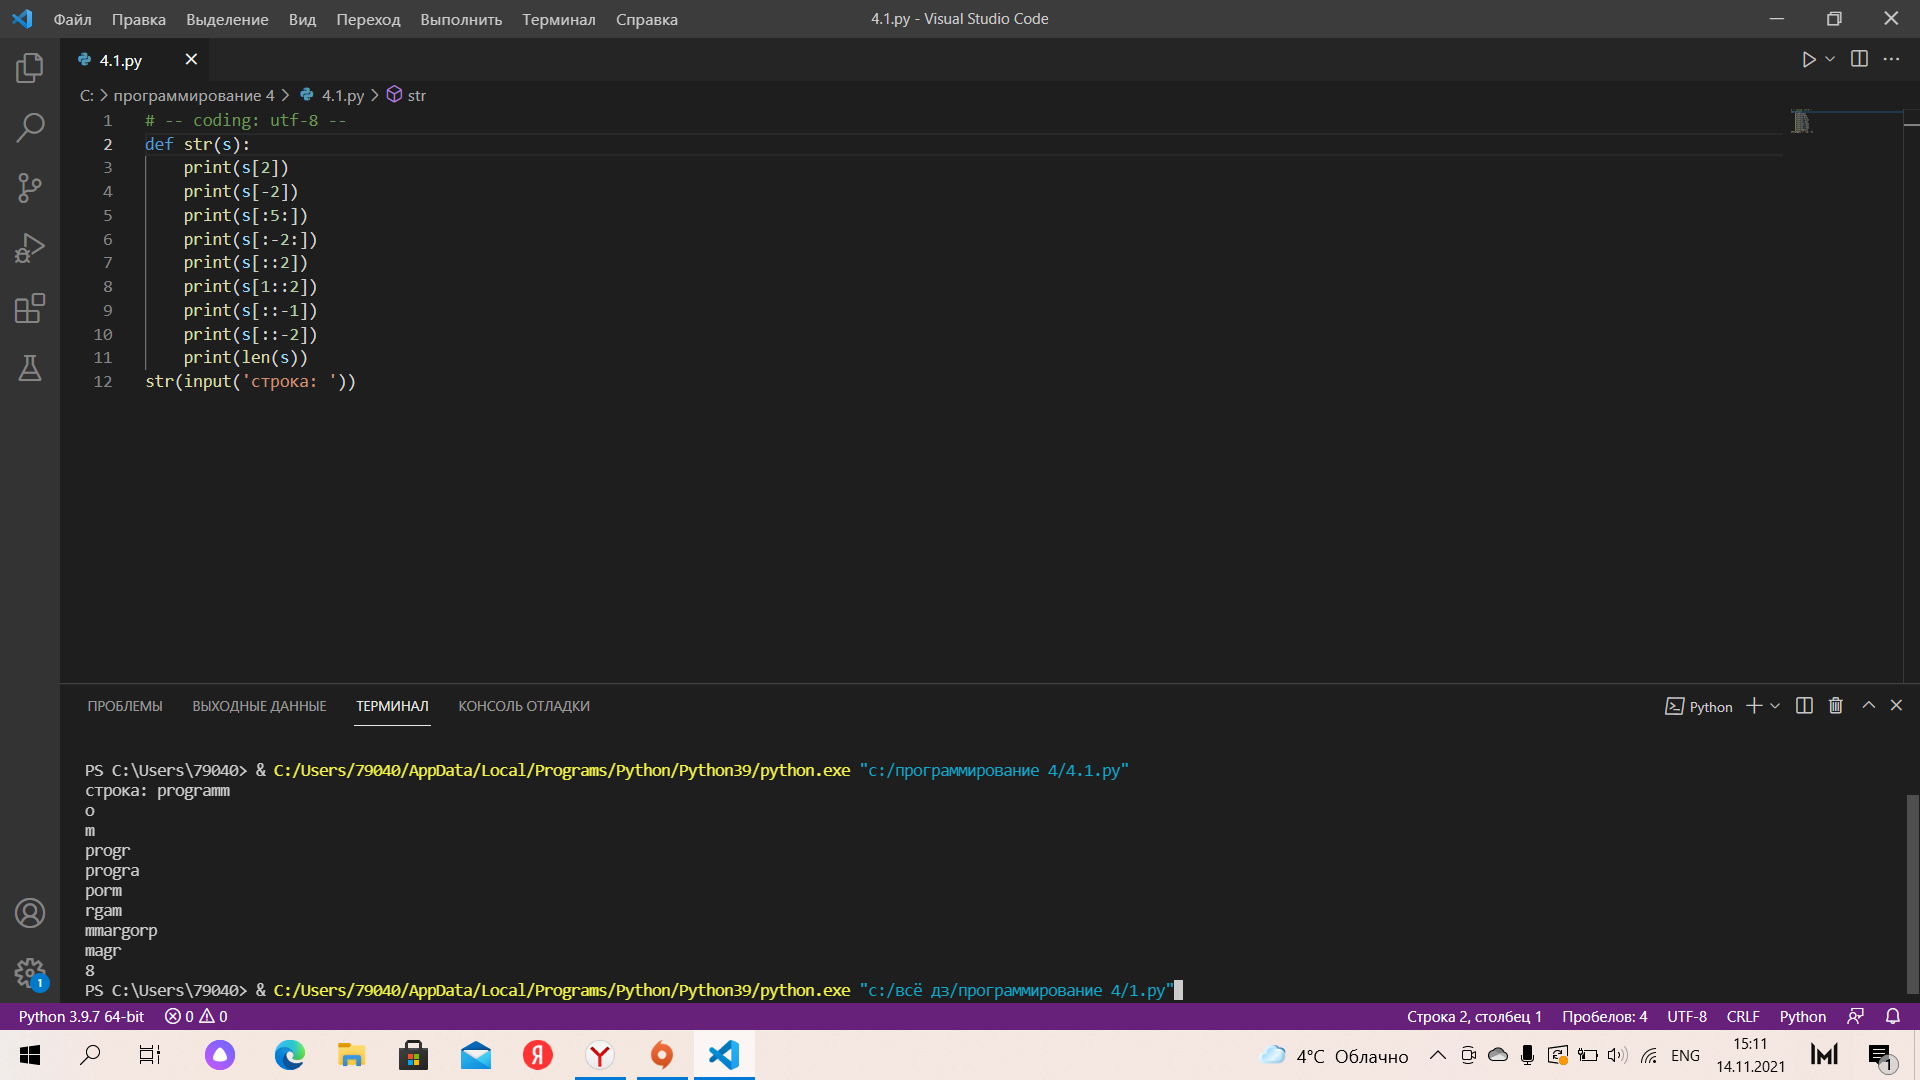 Файл Правка Выделение Вид Переход Выполнить Терминал Справка 4.1.py - Visual Studio Code
4.1.py
C: > программирование 4 > 4.1.py > str
1 # -- coding: utf-8 --
2 def str(s):
3 print(s[2])
4 print(s[-2])
5 print(s[:5:])
6 print(s[:-2:])
7 print(s[::2])
8 print(s[1::2])
9 print(s[::-1])
10 print(s[::-2])
11 print(len(s))
12 str(input('строка: '))
ПРОБЛЕМЫ ВЫХОДНЫЕ ДАННЫЕ ТЕРМИНАЛ КОНСОЛЬ ОТЛАДКИ Python
PS C:\Users\79040> & C:/Users/79040/AppData/Local/Programs/Python/Python39/python.exe "c:/программирование 4/4.1.py"
строка: programm
o
m
progr
progra
porm
rgam
mmargorp
magr
8
PS C:\Users\79040> & C:/Users/79040/AppData/Local/Programs/Python/Python39/python.exe "c:/всё дз/программирование 4/1.py"
1
Python 3.9.7 64-bit 0 0 Строка 2, столбец 1 Пробелов: 4 UTF-8 CRLF Python
Я Y 4°C Облачно ENG 15:11
14.11.2021
1